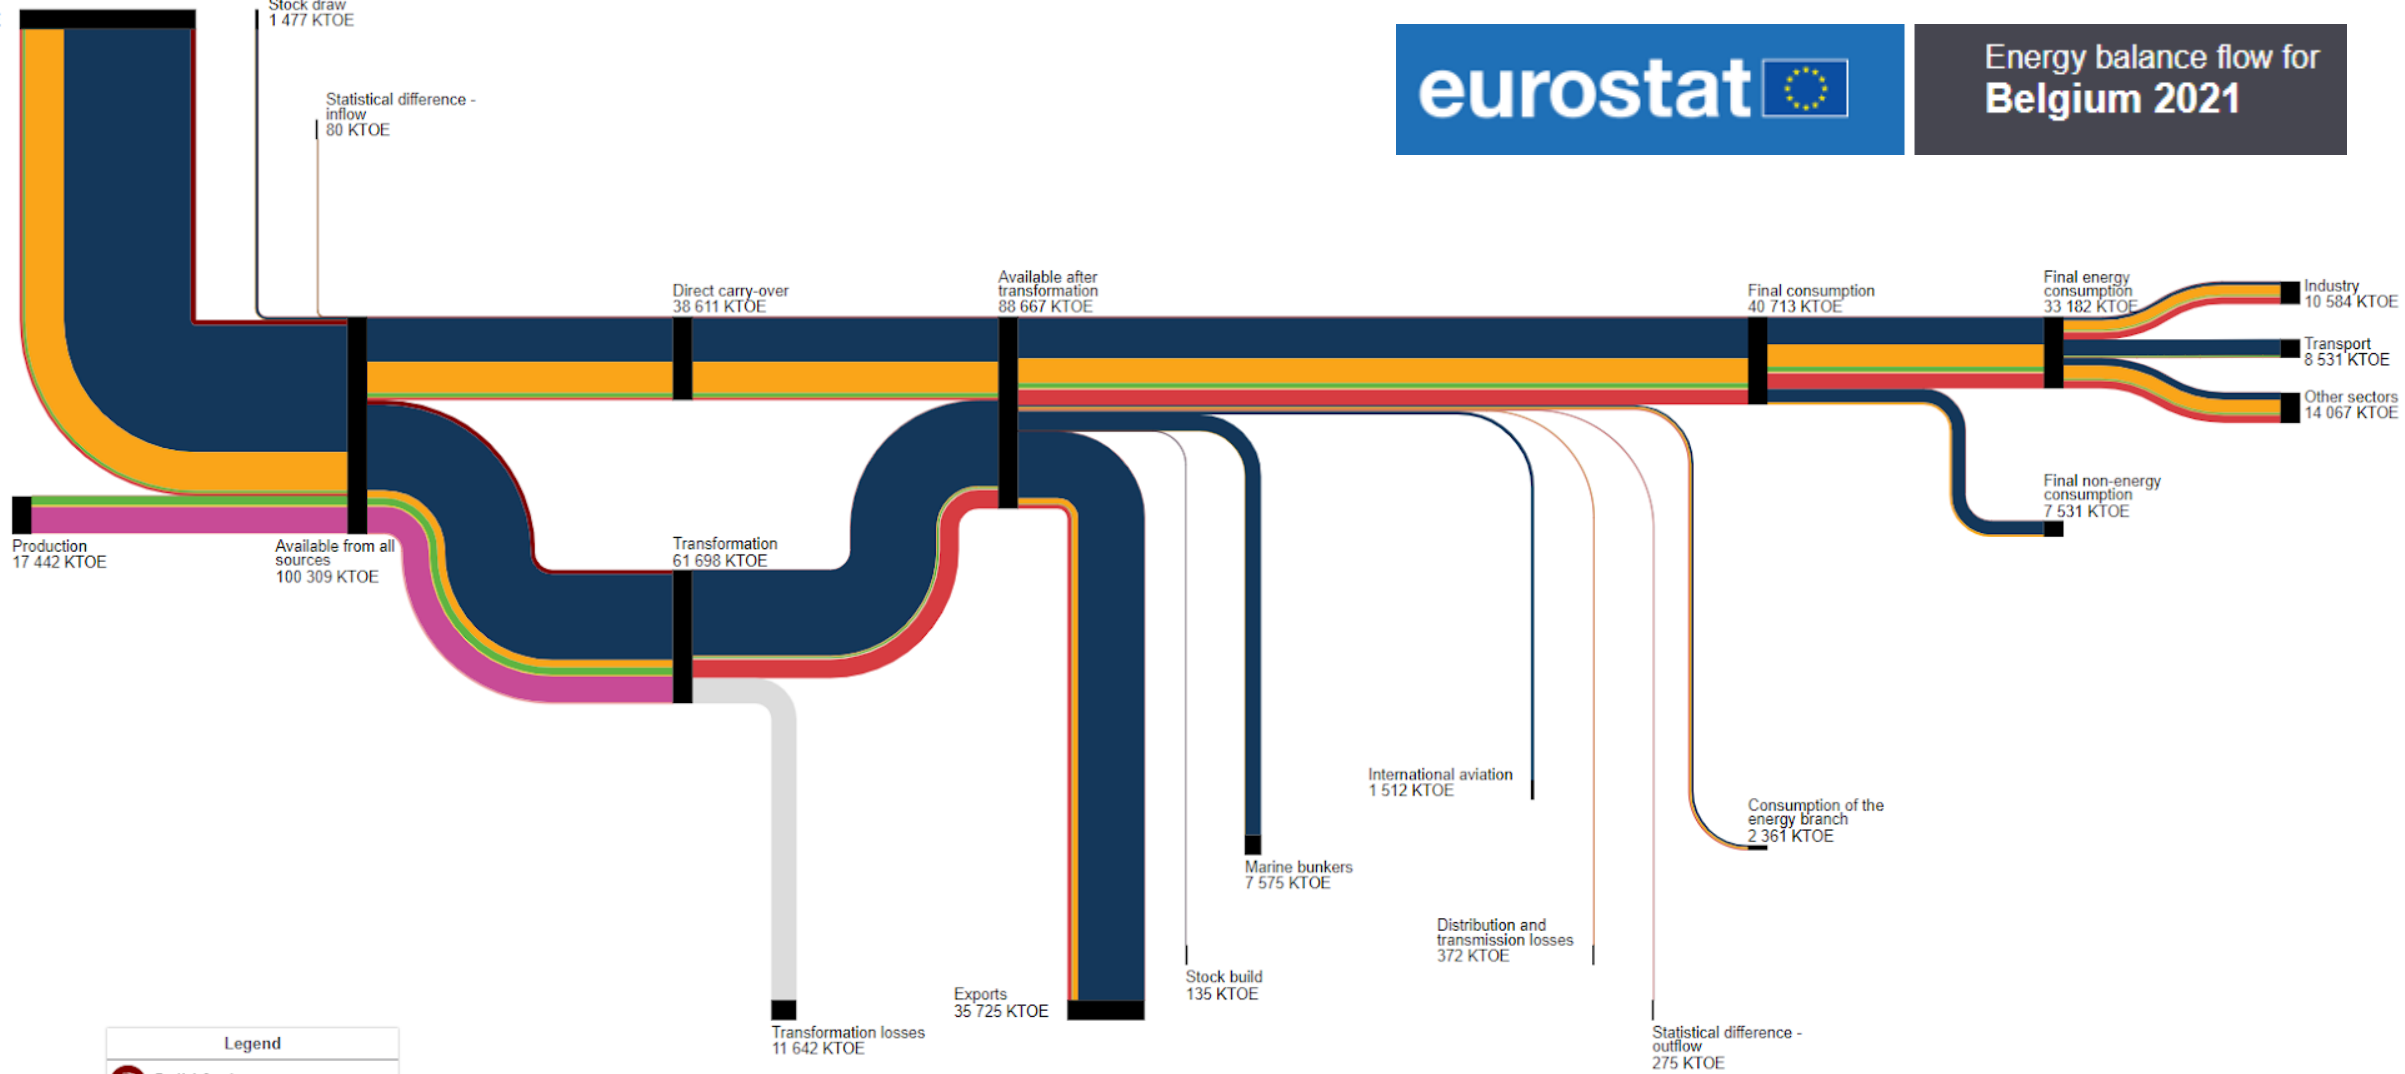 Stock draw
1 477 KTOE
eurostat
Energy balance flow for
Belgium 2021
Statistical difference -
inflow
80 KTOE
Direct carry-over
38 611 KTOE
Available after
transformation
88 667 KTOE
Final consumption
40 713 KTOE
Final energy
consumption
33 182 KTOE
Industry
10 584 KTOE
Transport
8 531 KTOE
Other sectors
14 067 KTOE
Final non-energy
consumption
7 531 KTOE
Production
17 442 KTOE
Available from all
sources
100 309 KTOE
Transformation
61 698 KTOE
International aviation
1 512 KTOE
Consumption of the
energy branch
2 361 KTOE
Marine bunkers
7 575 KTOE
Distribution and
transmission losses
372 KTOE
Stock build
135 KTOE
Exports
35 725 KTOE
Transformation losses
11 642 KTOE
Statistical difference -
outflow
275 KTOE
Legend